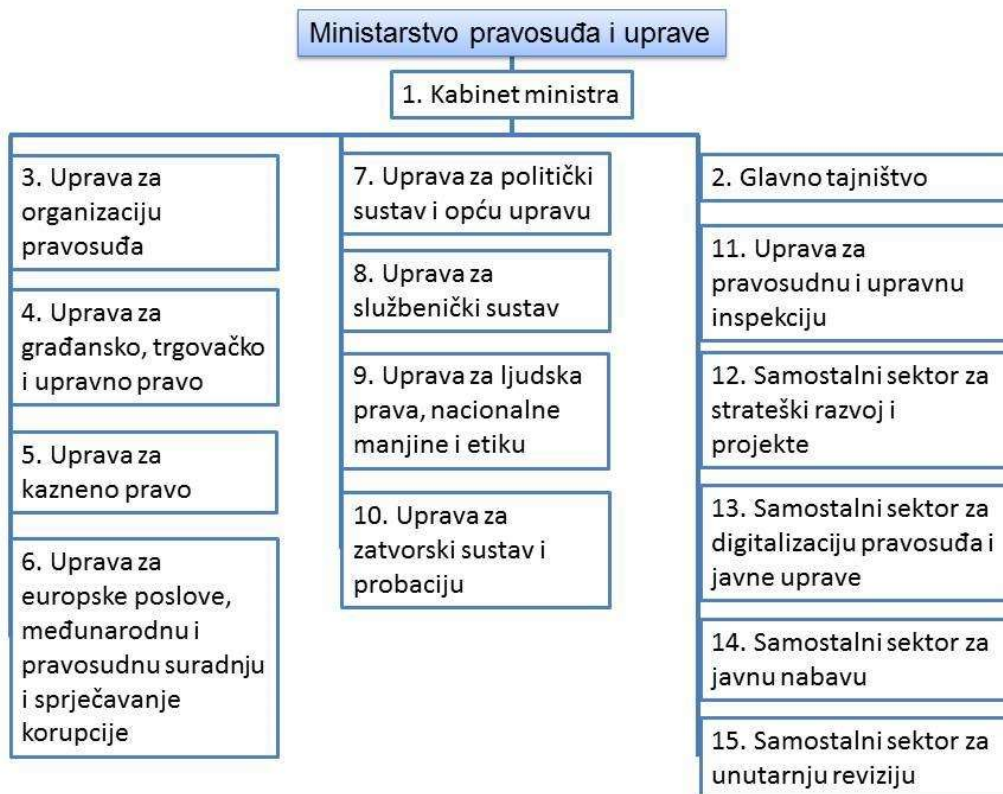 Ministarstvo pravosuđa i uprave
1. Kabinet ministra
3. Uprava za
organizaciju
pravosuđa
4. Uprava za
građansko, trgovačko
i upravno pravo
5. Uprava za
kazneno pravo
6. Uprava za
europske poslove,
međunarodnu i
pravosudnu suradnju
i sprječavanje
korupcije
7. Uprava za politički
sustav i opću upravu
8. Uprava za
službenički sustav
9. Uprava za ljudska
prava, nacionalne
manjine i etiku
10. Uprava za
zatvorski sustav i
probaciju
2. Glavno tajništvo
11. Uprava za
pravosudnu i upravnu
inspekciju
12. Samostalni sektor za
strateški razvoj i
projekte
13. Samostalni sektor za
digitalizaciju pravosuđa i
javne uprave
14. Samostalni sektor za
javnu nabavu
15. Samostalni sektor za
unutarnju reviziju